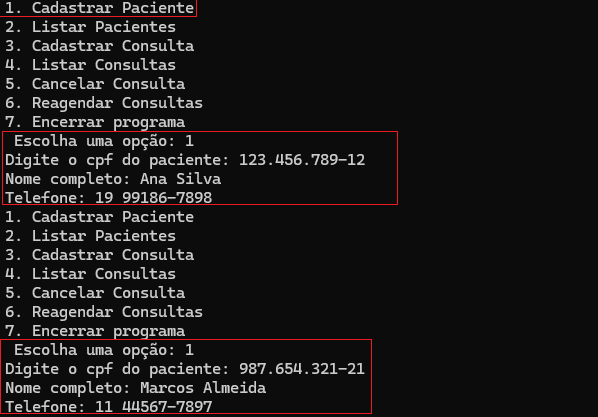 1. Cadastrar Paciente
2. Listar Pacientes
3. Cadastrar Consulta
4. Listar Consultas
5. Cancelar Consulta
6. Reagendar Consultas
7. Encerrar programa
 Escolha uma opção: 1
Digite o cpf do paciente: 123.456.789-12
Nome completo: Ana Silva
Telefone: 19 99186-7898
1. Cadastrar Paciente
2. Listar Pacientes
3. Cadastrar Consulta
4. Listar Consultas
5. Cancelar Consulta
6. Reagendar Consultas
7. Encerrar programa
 Escolha uma opção: 1
Digite o cpf do paciente: 987.654.321-21
Nome completo: Marcos Almeida
Telefone: 11 44567-7897